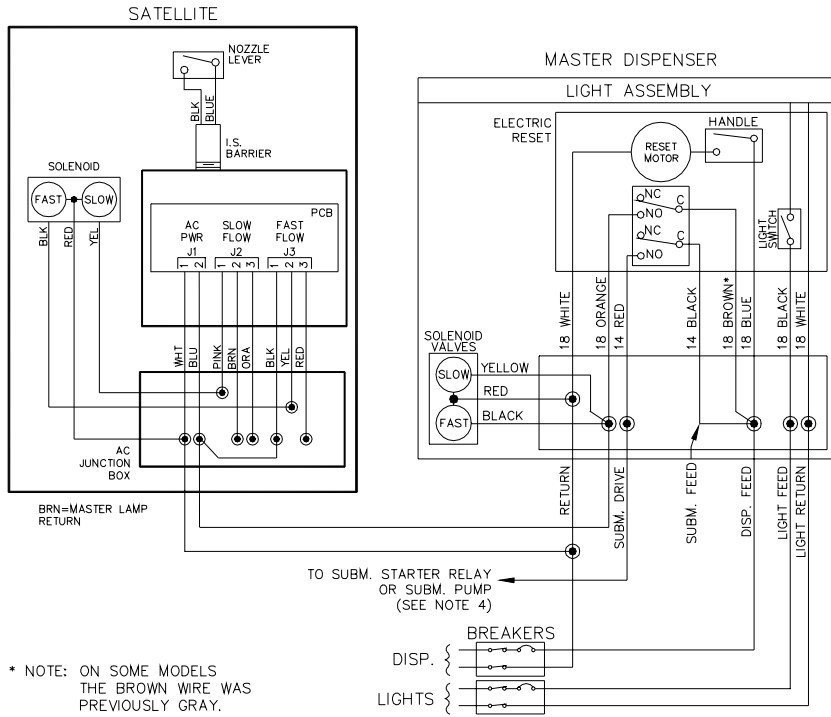 SATELLITE
NOZZLE
LEVER
BLK
BLUE
I.S.
BARRIER
SOLENOID
FAST
SLOW
BLK
RED
YEL
PCB
AC
PWR
SLOW
FLOW
FAST
FLOW
J1
J2
J3
1 2
1 2 3
1 2 3
WHT
BLU
PINK
BRN
ORA
BLK
YEL
RED
AC
JUNCTION
BOX
BRN=MASTER LAMP
RETURN
MASTER DISPENSER
LIGHT ASSEMBLY
ELECTRIC
RESET
RESET
MOTOR
HANDLE
NC
C
NO
NC
C
NO
LIGHT
SWITCH
18 WHITE
18 ORANGE
14 RED
14 BLACK
18 BROWN*
18 BLUE
18 BLACK
18 WHITE
SOLENOID
VALVES
SLOW
YELLOW
RED
FAST
BLACK
RETURN
SUBM. DRIVE
SUBM. FEED
DISP. FEED
LIGHT FEED
LIGHT RETURN
TO SUBM. STARTER RELAY
OR SUBM. PUMP
(SEE NOTE 4)
BREAKERS
DISP.
LIGHTS
* NOTE: ON SOME MODELS
THE BROWN WIRE WAS
PREVIOUSLY GRAY.